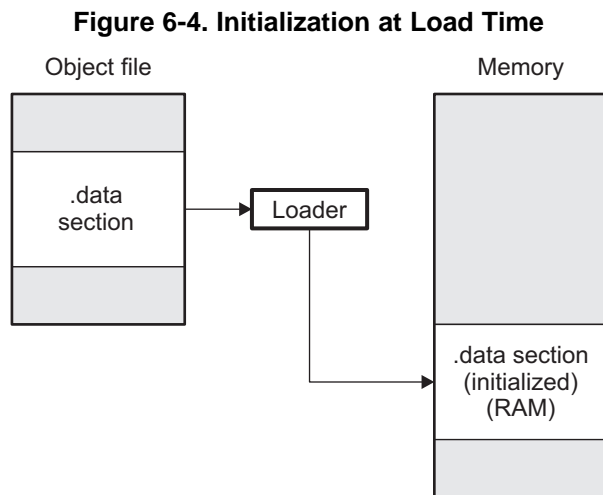 Figure 6-4. Initialization at Load Time
Object file
Memory
.data
section
Loader
.data section
(initialized)
(RAM)